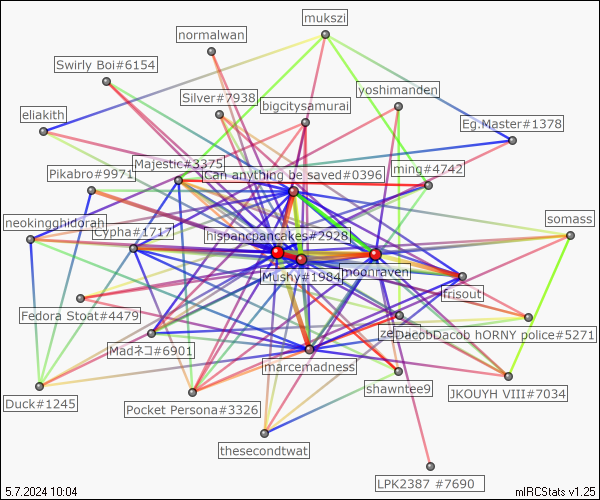 mukszi
normalwan
Swirly Boi#6154
yoshimanden
Silver#7938
bigcitysamurai
eliakith
Eg.Master#1378
Majestic#3375
ming#4742
Pikabro#9971
Can anything be saved#0396
neokingghidorah
somass
Cypha#1717
hispancpancakes#2928
Mushy#1984
moonraven
frisout
Fedora Stoat#4479
DacobDacob hORNY police#5271
Madネコ#6901
marcemadness
shawntee9
JKOUYH VIII#7034
Duck#1245
Pocket Persona#3326
thesecondtwat
LPK2387 #7690
5.7.2024 10:04
mIRCStats v1.25